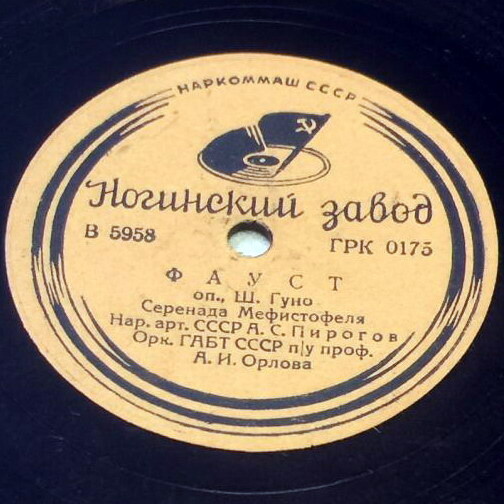 НАРКОММАШ СССР
Ногинский завод
В 5958 ГРК 0175
ФАУСТ
оп., Ш. Гуно
Серенада Мефистофеля
Нар. арт. СССР А. С. Пирогов
Орк. ГАБТ СССР п/у проф.
А. И. Орлова